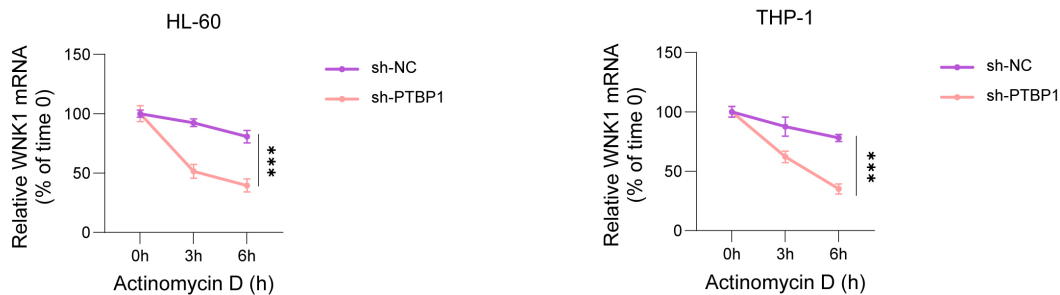 HL-60
Relative WNK1 mRNA
(% of time 0)
150
100
50
0
0h 3h 6h
Actinomycin D (h)
sh-NC
sh-PTBP1
***
THP-1
Relative WNK1 mRNA
(% of time 0)
150
100
50
0
0h 3h 6h
Actinomycin D (h)
sh-NC
sh-PTBP1
***